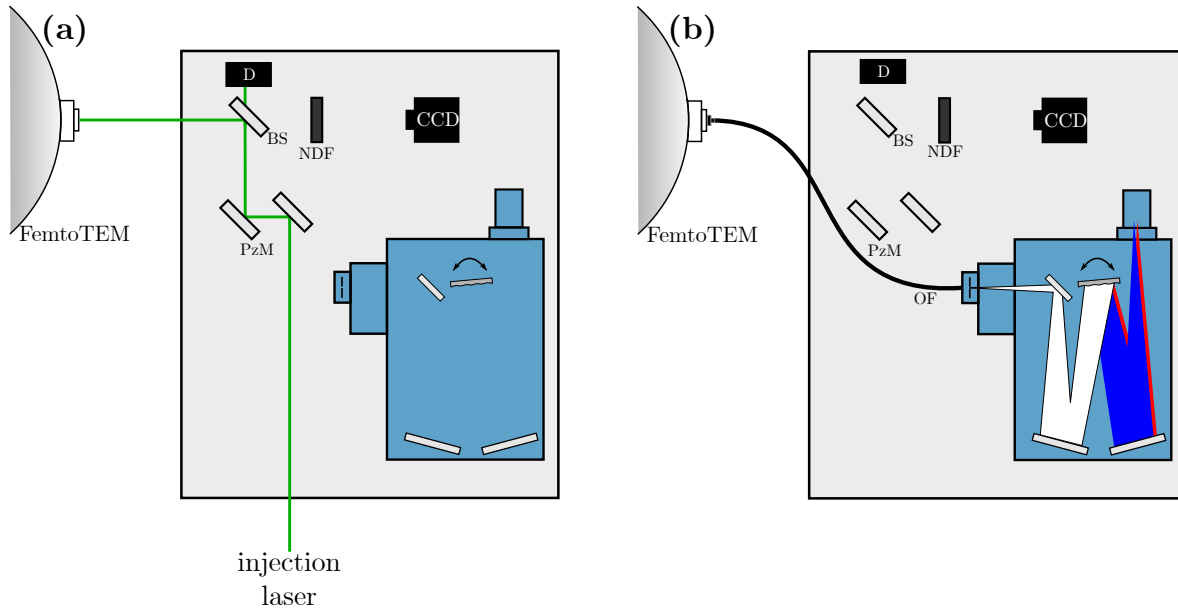 (a)
D
BS
NDF
CCD
PzM
FemtoTEM
injection
laser
(b)
D
BS
NDF
CCD
PzM
FemtoTEM
OF